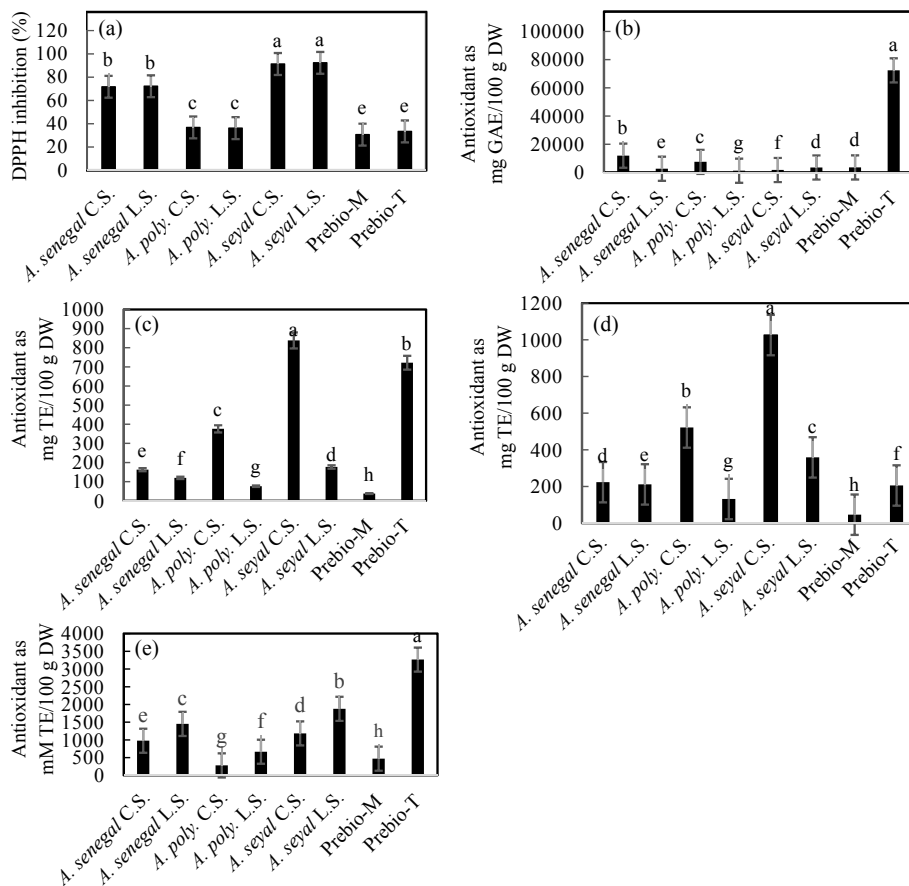 (a)
DPPH inhibition (%)
140
120
100
80
60
40
20
0
b
b
c
c
a
a
e
e
A. senegal C.S.
A. senegal L.S.
A. poly C.S.
A. poly L.S.
A. seyal C.S.
A. seyal L.S.
Prebio-M
Prebio-T
(b)
Antioxidant as
mg GAE/100 g DW
100000
80000
60000
40000
20000
0
b
e
c
g
f
d
d
a
A. senegal C.S.
A. senegal L.S.
A. poly C.S.
A. poly L.S.
A. seyal C.S.
A. seyal L.S.
Prebio-M
Prebio-T
(c)
Antioxidant as
mg TE/100 g DW
1000
900
800
700
600
500
400
300
200
100
0
e
f
c
g
a
d
h
b
A. senegal C.S.
A. senegal L.S.
A. poly. C.S.
A. poly. L.S.
A. seyal C.S.
A. seyal L.S.
Prebio-M
Prebio-T
(d)
Antioxidant as
mg TE/100 g DW
1200
1000
800
600
400
200
0
d
e
b
g
a
c
h
f
A. senegal C.S.
A. senegal L.S.
A. poly. C.S.
A. poly. L.S.
A. seyal C.S.
A. seyal L.S.
Prebio-M
Prebio-T
(e)
Antioxidant as
mM TE/100 g DW
4000
3500
3000
2500
2000
1500
1000
500
0
e
c
g
f
d
b
h
a
A. senegal C.S.
A. senegal L.S.
A. poly. C.S.
A. poly. L.S.
A. seyal C.S.
A. seyal L.S.
Prebio-M
Prebio-T